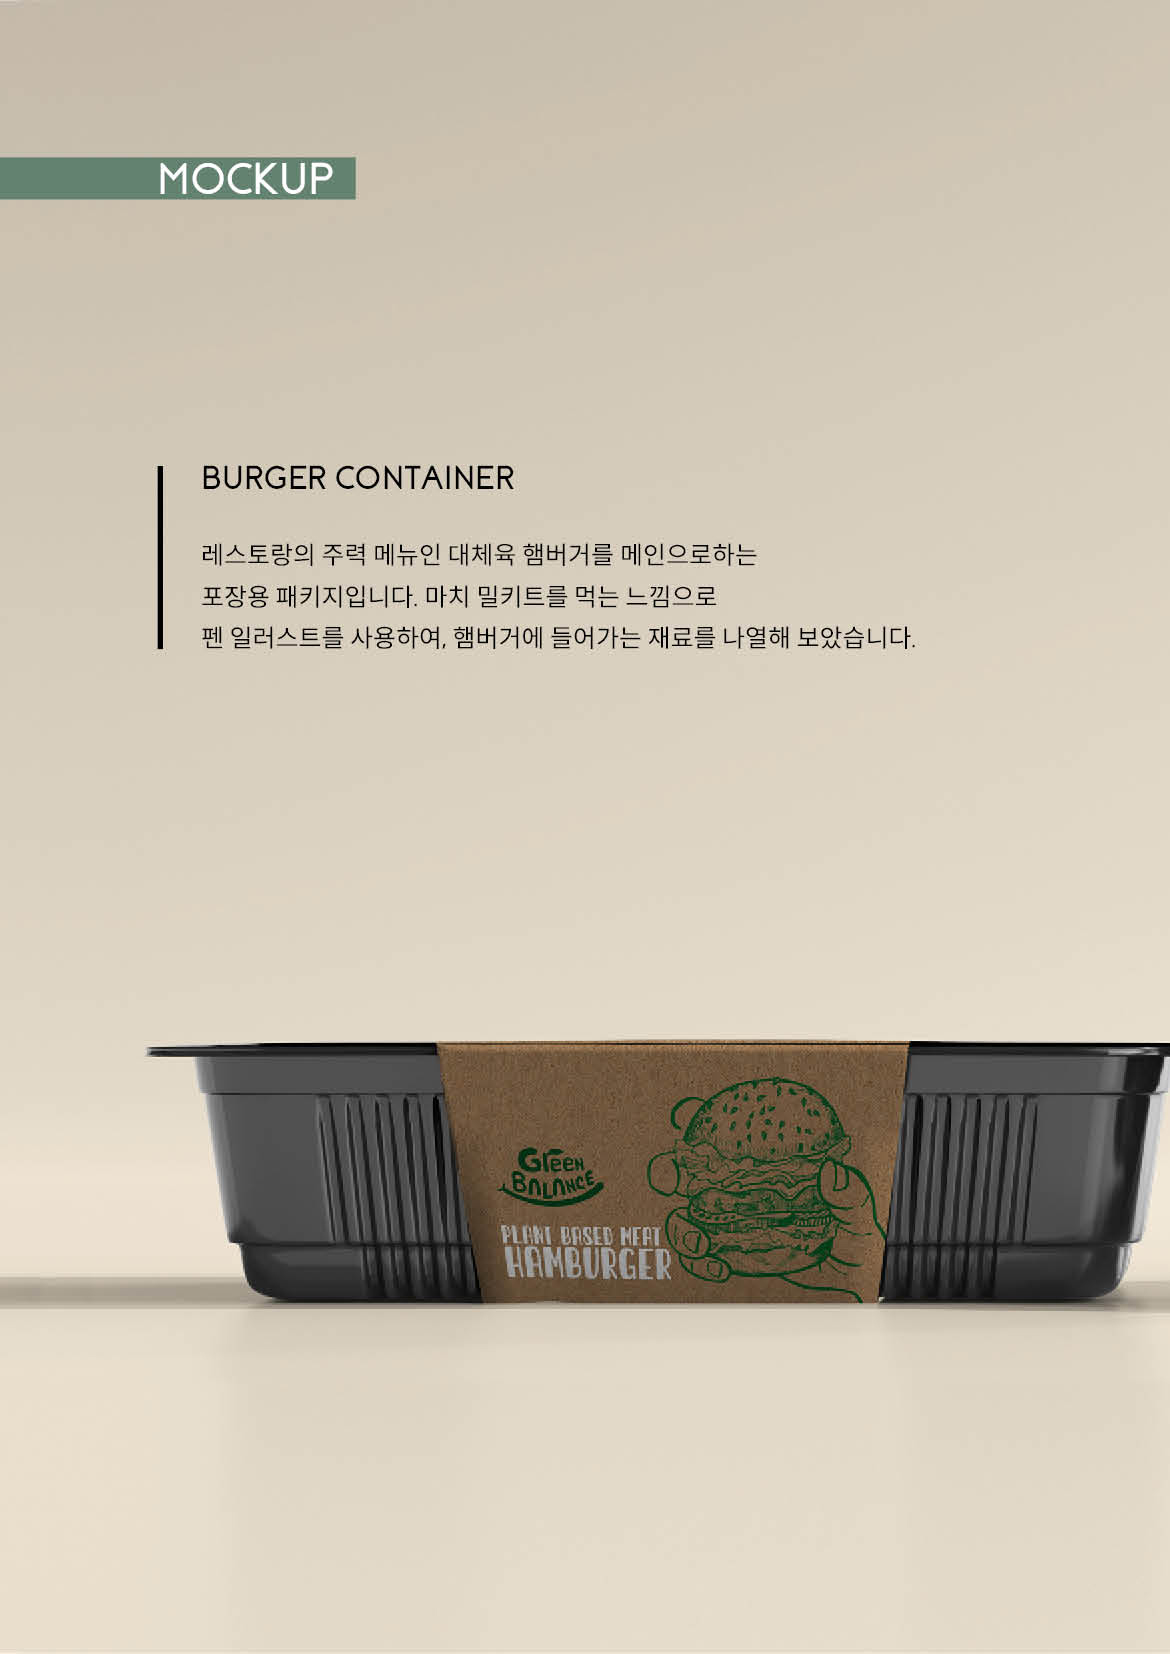 MOCKUP
BURGER CONTAINER
레스토랑의 주력 메뉴인 대체육 햄버거를 메인으로하는
포장용 패키지입니다. 마치 밀키트를 먹는 느낌으로
펜 일러스트를 사용하여, 햄버거에 들어가는 재료를 나열해 보았습니다.
Green
BALANCE
PLANT BASED MEAT
HAMBURGER